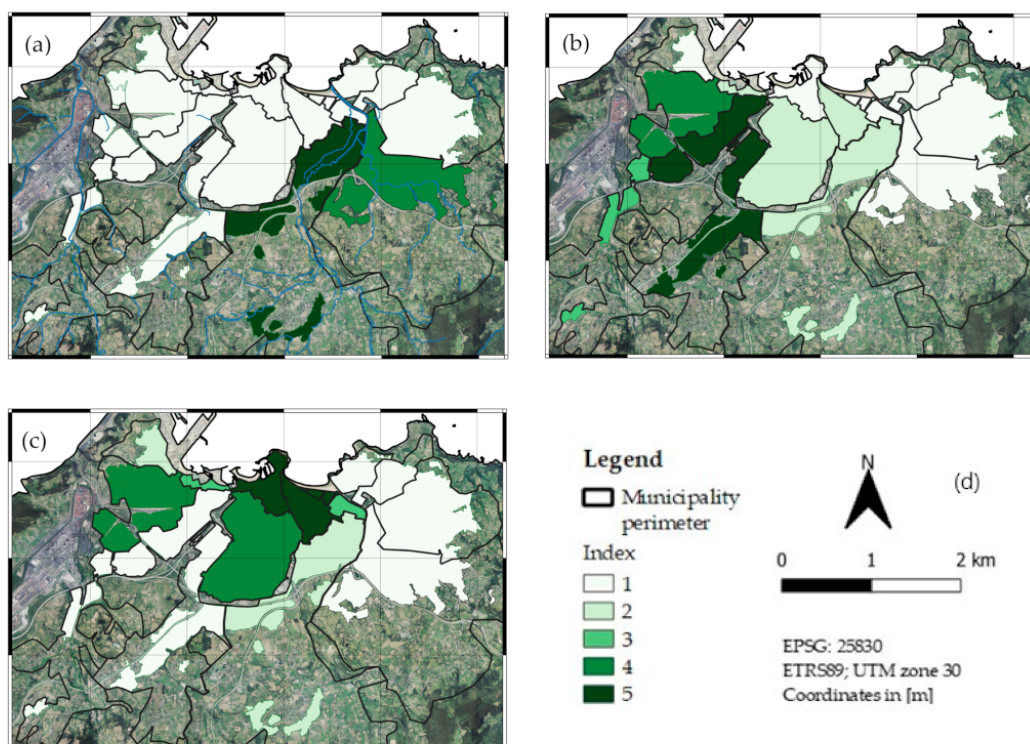 (a)
(b)
(c)
Legend
Municipality
perimeter
Index
1
2
3
4
5
N
(d)
0 1 2 km
EPSG: 25830
ETRS89; UTM zone 30
Coordinates in [m]